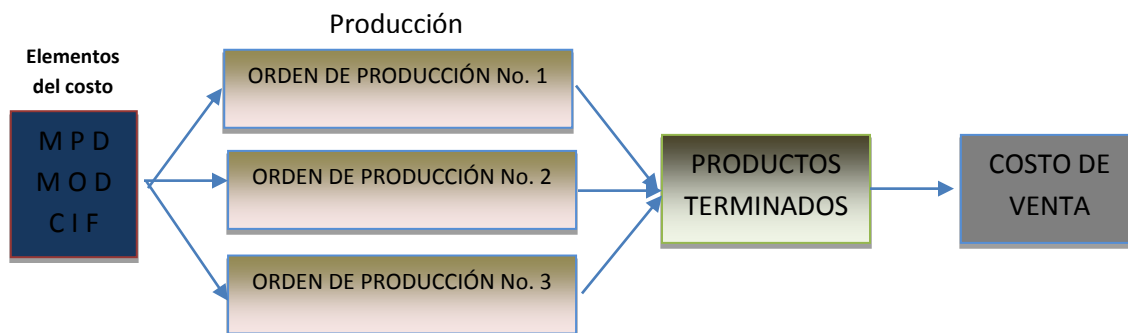 Producción
Elementos
del costo
M P D
M O D
C I F
ORDEN DE PRODUCCIÓN No. 1
ORDEN DE PRODUCCIÓN No. 2
ORDEN DE PRODUCCIÓN No. 3
PRODUCTOS
TERMINADOS
COSTO DE
VENTA